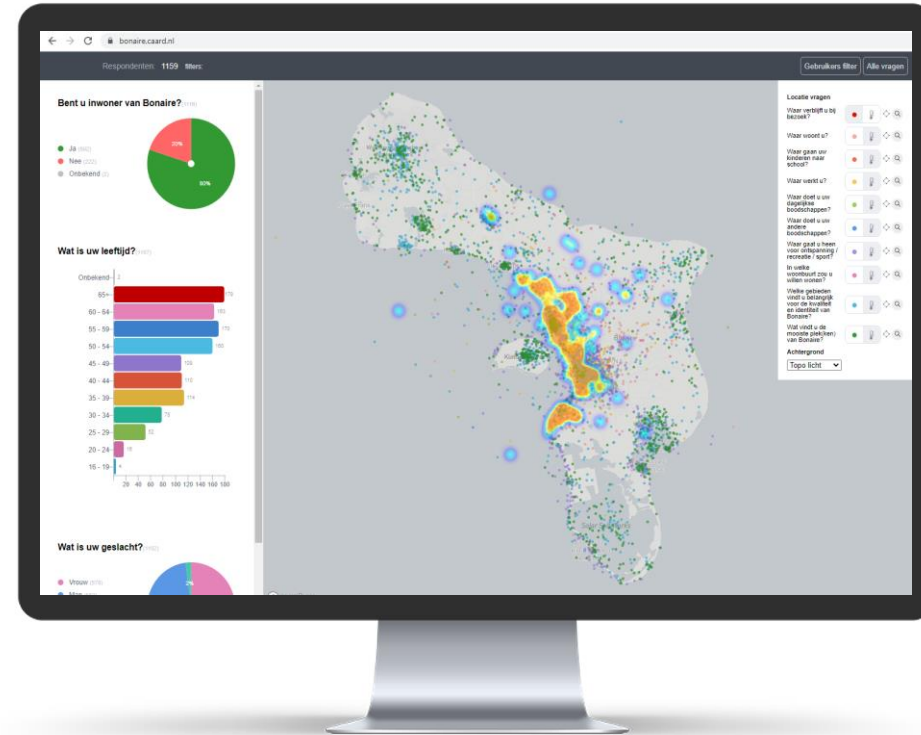 bonaire.caard.nl
Respondenten: 1159 filters:
Gebruikers filter
Alle vragen
Bent u inwoner van Bonaire?
Ja
Nee
Onbekend
20%
80%
Wat is uw leeftijd?
Onbekend
65+
60 - 64
55 - 59
50 - 54
45 - 49
40 - 44
35 - 39
30 - 34
25 - 29
20 - 24
16 - 19
20 40 60 80 100 120 140 160 180
Wat is uw geslacht?
Vrouw
Man
2%
Locatie vragen
Waar verblijft u bij
bezoek?
Waar woont u?
Waar gaan uw
kinderen naar
school?
Waar werkt u?
Waar doet u uw
dagelijkse
boodschappen?
Waar doet u uw
andere
boodschappen?
Waar gaat u heen
voor ontspanning /
recreatie / sport?
In welke
woonbuurt zou u
willen wonen?
Welke gebieden
vindt u belangrijk
voor de kwaliteit
en identiteit van
Bonaire?
Wat vindt u de
mooiste plek(ken)
van Bonaire?
Achtergrond
Topo licht